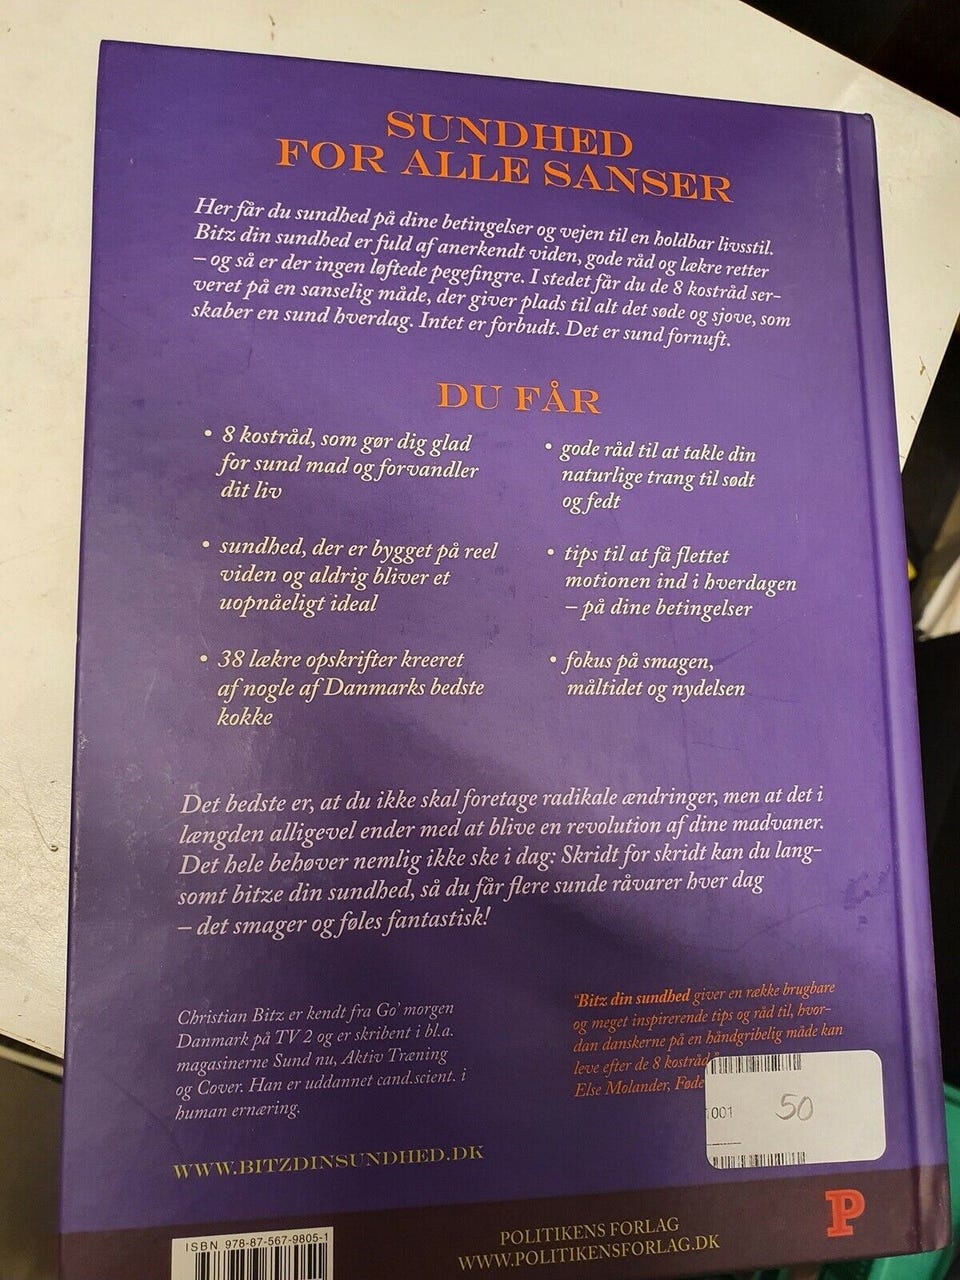 SUNDHED
FOR ALLE SANSER
Her får du sundhed på dine betingelser og vejen til en holdbar livsstil.
Bitz din sundhed er fuld af anerkendt viden, gode råd og lækre retter
– og så er der ingen løftede pegefingre. I stedet får du de 8 kostråd ser-
veret på en sanselig måde, der giver plads til alt det søde og sjove, som
skaber en sund hverdag. Intet er forbudt. Det er sund fornuft.
DU FÅR
• 8 kostråd, som gør dig glad
for sund mad og forvandler
dit liv
• sundhed, der er bygget på reel
viden og aldrig bliver et
uopnåeligt ideal
• 38 lækre opskrifter kreeret
af nogle af Danmarks bedste
kokke
• gode råd til at takle din
naturlige trang til sødt
og fedt
• tips til at få flettet
motionen ind i hverdagen
– på dine betingelser
• fokus på smagen,
måltidet og nydelsen
Det bedste er, at du ikke skal foretage radikale ændringer, men at det i
længden alligevel ender med at blive en revolution af dine madvaner.
Det hele behøver nemlig ikke ske i dag: Skridt for skridt kan du lang-
somt bitze din sundhed, så du får flere sunde råvarer hver dag
– det smager og føles fantastisk!
Christian Bitz er kendt fra Go' morgen
Danmark på TV 2 og er skribent i bl.a.
magasinerne Sund nu, Aktiv Træning
og Cover. Han er uddannet cand.scient. i
human ernæring.
WWW.BITZDINSUNDHED.DK
"Bitz din sundhed giver en række brugbare
og meget inspirerende tips og råd til, hvor-
dan danskerne på en håndgribelig måde kan
leve efter de 8 kostråd."
Else Molander, Føde
001 50
ISBN 978-87-567-9805-1
POLITIKENS FORLAG
WWW.POLITIKENSFORLAG.DK
P